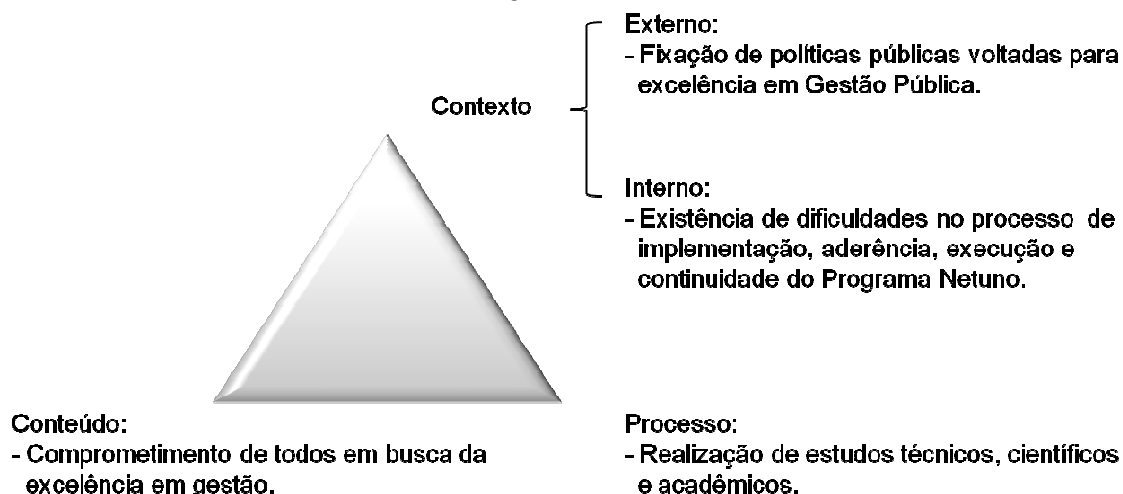 Externo:
- Fixação de políticas públicas voltadas para
excelência em Gestão Pública.
Contexto
Interno:
- Existência de dificuldades no processo de
implementação, aderência, execução e
continuidade do Programa Netuno.
Conteúdo:
- Comprometimento de todos em busca da
excelência em gestão.
Processo:
- Realização de estudos técnicos, científicos
e acadêmicos.